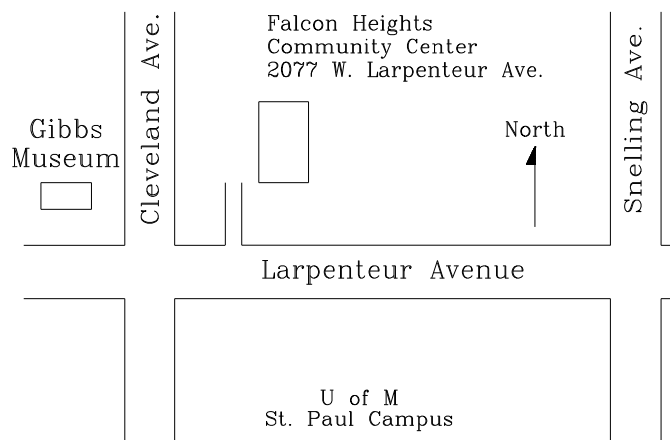 Falcon Heights
Community Center
2077 W. Larpenteur Ave.
Cleveland Ave.
Snelling Ave.
Gibbs
Museum
North
Larpenteur Avenue
U of M
St. Paul Campus